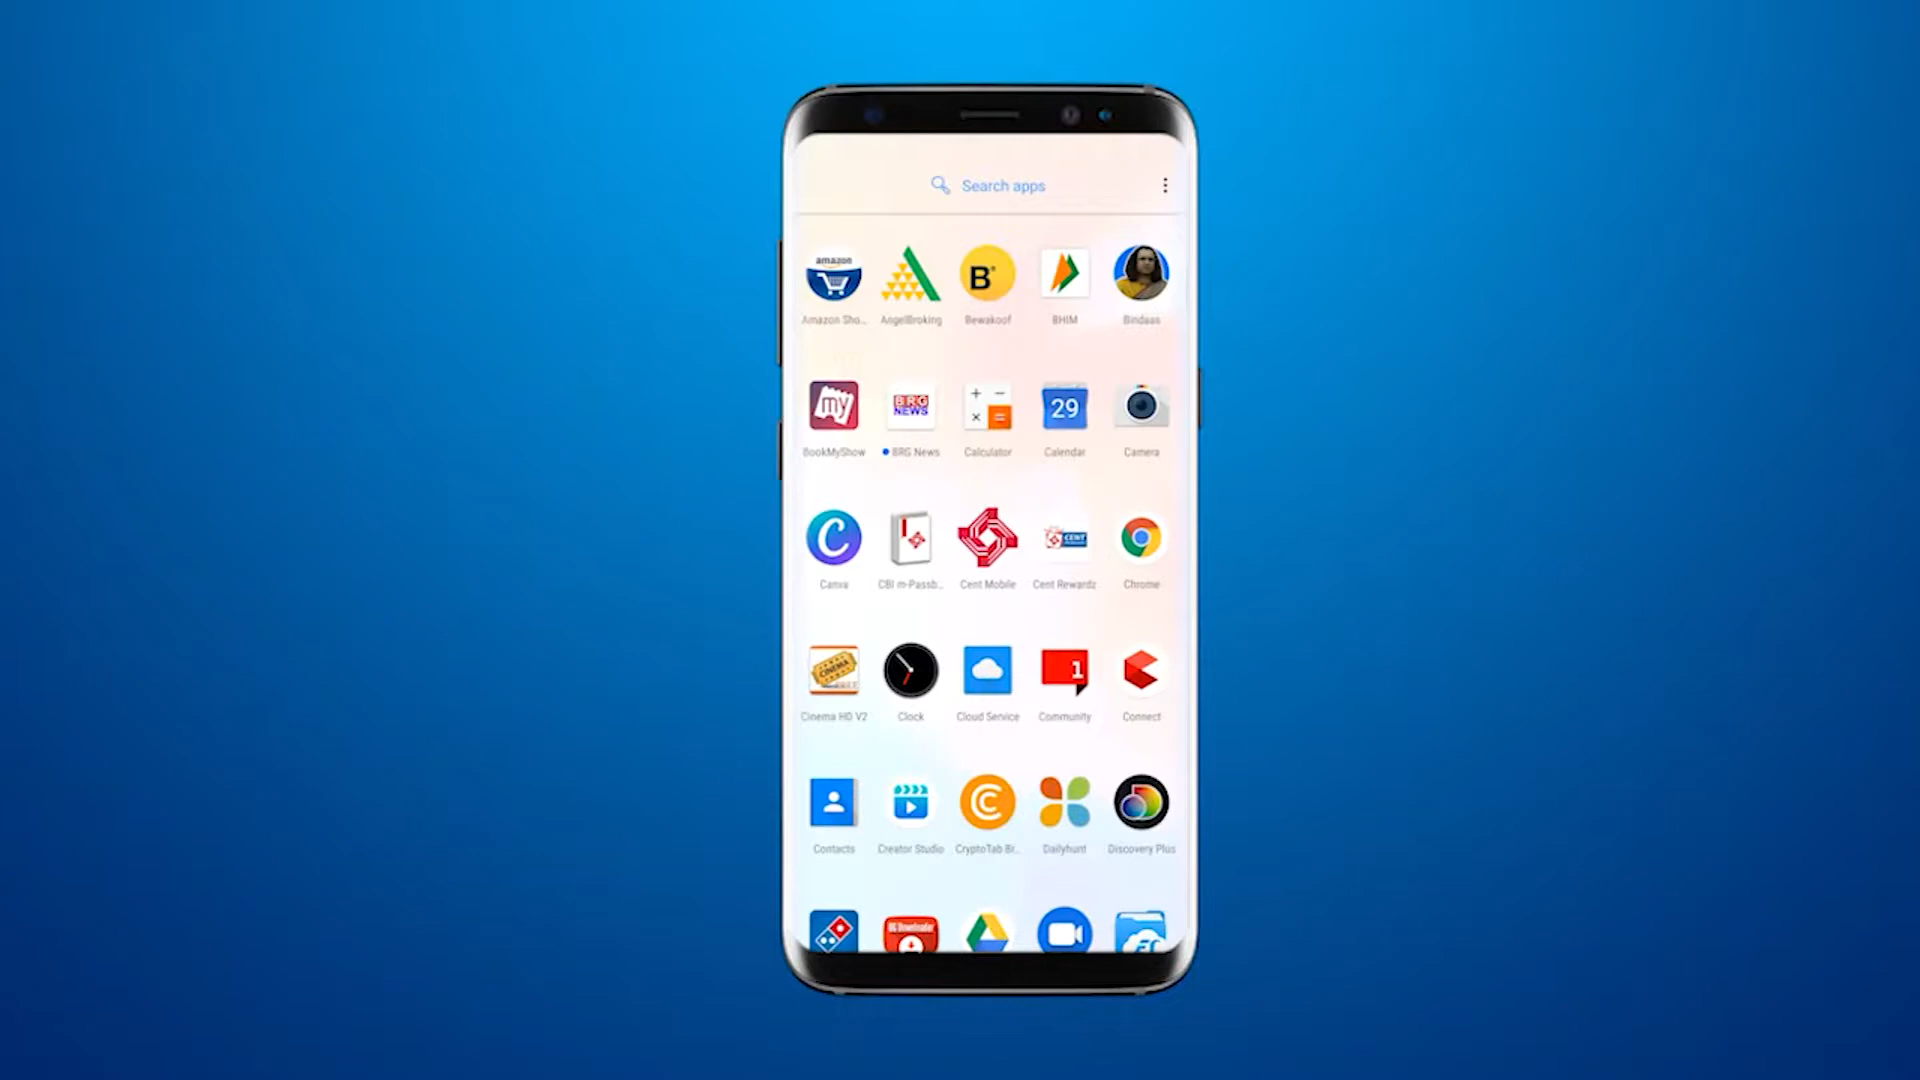 Search apps
amazon
B
Amazon Sho...
AngelBroking
Bewakoof
BHIM
Bindaas
my
BRG
NEWS
+ −
× =
29
BookMyShow
BRG News
Calculator
Calendar
Camera
C
CENT
Canva
CBI m-Passb...
Cent Mobile
Cent Rewardz
Chrome
CINEMA
1
Cinema HD V2
Clock
Cloud Service
Community
Connect
C
Contacts
Creator Studio
CryptoTab Br...
Dailyhunt
Discovery Plus